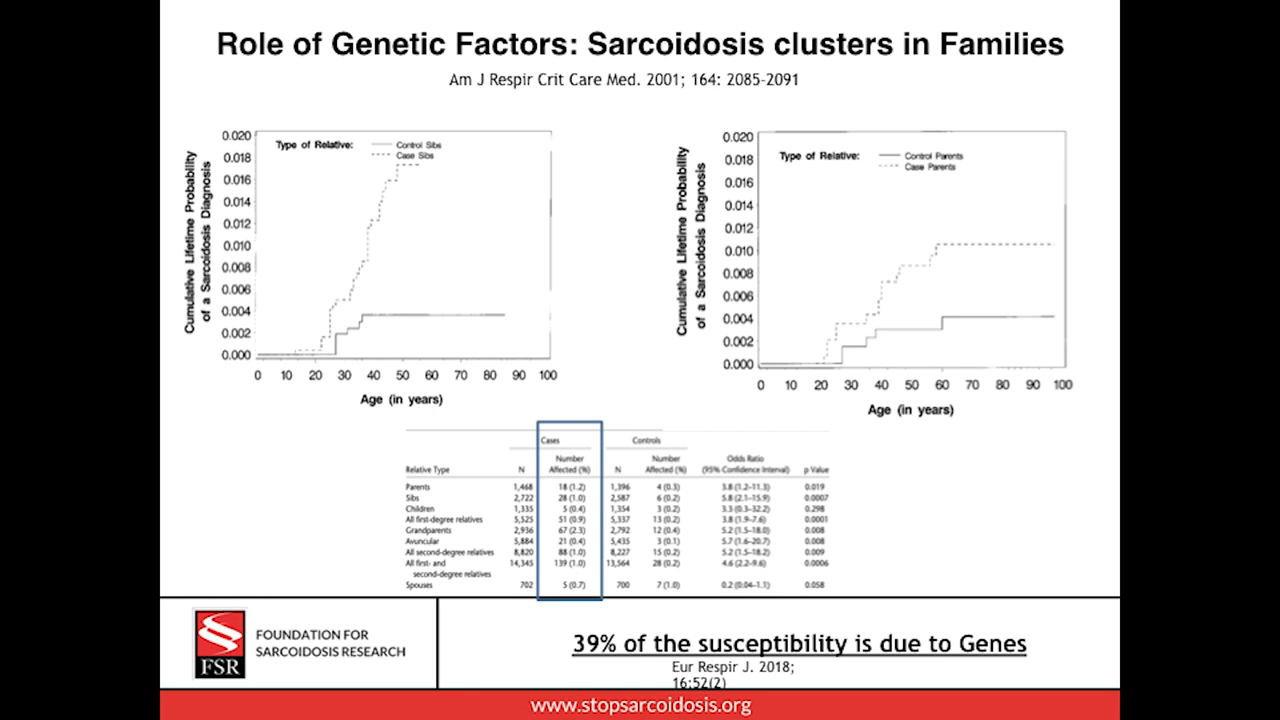 Role of Genetic Factors: Sarcoidosis clusters in Families
Am J Respir Crit Care Med. 2001; 164: 2085-2091
Cumulative Lifetime Probability
of a Sarcoidosis Diagnosis
0.020
0.018
0.016
0.014
0.012
0.010
0.008
0.006
0.004
0.002
0.000
Type of Relative: Control Sibs
Case Sibs
0 10 20 30 40 50 60 70 80 90 100
Age (in years)
Cumulative Lifetime Probability
of a Sarcoidosis Diagnosis
0.020
0.018
0.016
0.014
0.012
0.010
0.008
0.006
0.004
0.002
0.000
Type of Relative: Control Parents
Case Parents
0 10 20 30 40 50 60 70 80 90 100
Age (in years)
Cases Controls
Number Number Odds Ratio
Relative Type N Affected (%) N Affected (%) (95% Confidence Interval) p Value
Parents 1,468 18 (1.2) 1,396 4 (0.3) 3.8 (1.2–11.3) 0.019
Sibs 2,722 28 (1.0) 2,587 6 (0.2) 5.8 (2.1–15.9) 0.0007
Children 1,335 5 (0.4) 1,354 3 (0.2) 3.3 (0.3–32.2) 0.298
All first-degree relatives 5,525 51 (0.9) 5,337 13 (0.2) 3.8 (1.9–7.6) 0.0001
Grandparents 2,936 67 (2.3) 2,792 12 (0.4) 5.2 (1.5–18.0) 0.008
Avuncular 5,884 21 (0.4) 5,435 3 (0.1) 5.7 (1.6–20.7) 0.008
All second-degree relatives 8,820 88 (1.0) 8,227 15 (0.2) 5.2 (1.5–18.2) 0.009
All first- and 14,345 139 (1.0) 13,564 28 (0.2) 4.6 (2.2–9.6) 0.0006
second-degree relatives
Spouses 702 5 (0.7) 700 7 (1.0) 0.2 (0.04–1.1) 0.058
FSR
FOUNDATION FOR
SARCOIDOSIS RESEARCH
39% of the susceptibility is due to Genes
Eur Respir J. 2018;
16;52(2)
www.stopsarcoidosis.org